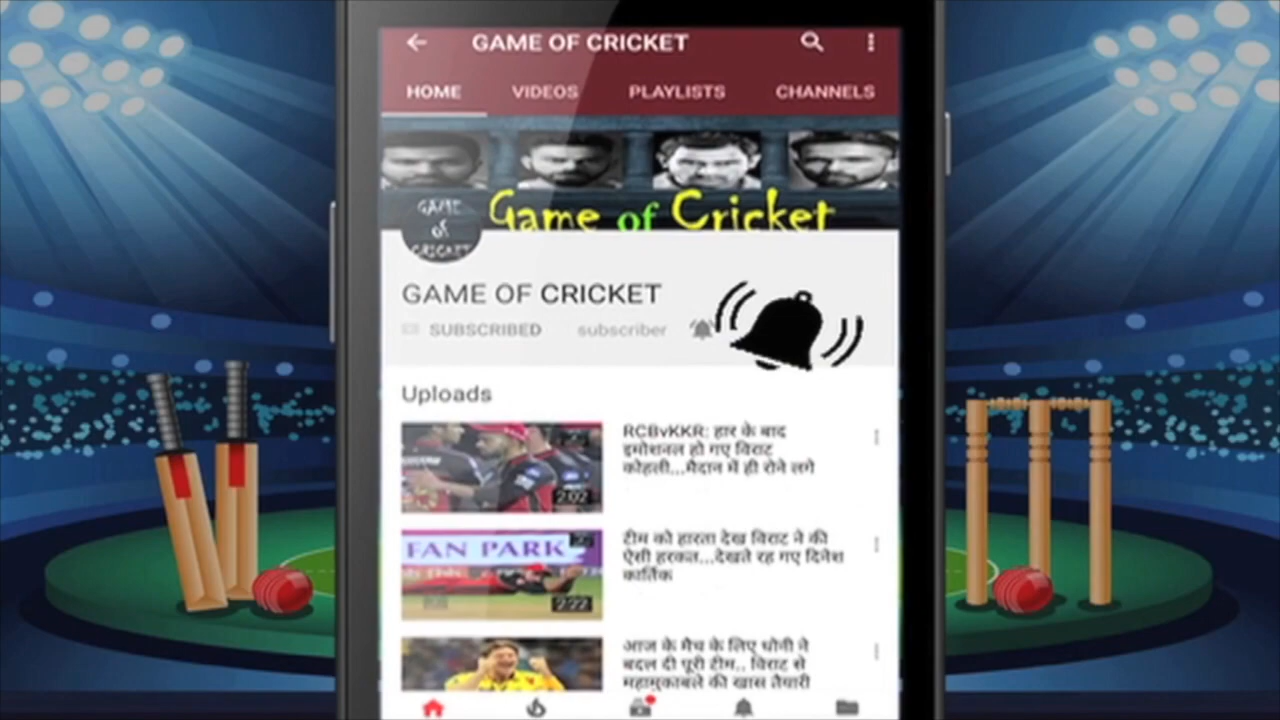 GAME OF CRICKET
HOME VIDEOS PLAYLISTS CHANNELS
Game of Cricket
GAME
of
CRICKET
GAME OF CRICKET
SUBSCRIBED subscriber
Uploads
RCBvKKR: हार के बाद
इमोशनल हो गए विराट
कोहली...मैदान में ही रोने लगे
2:02
FAN PARK
टीम को हारता देख विराट ने की
ऐसी हरकत...देखते रह गए दिनेश
कार्तिक
2:22
आज के मैच के लिए धोनी ने
बदल दी पूरी टीम.. विराट से
महामुकाबले की खास तैयारी